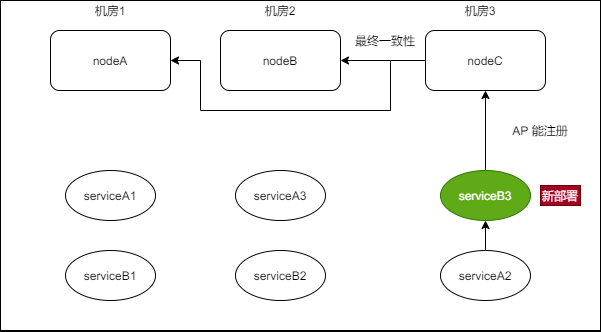 机房1
机房2
机房3
最终一致性
nodeA
nodeB
nodeC
AP 能注册
serviceA1
serviceA3
serviceB3
新部署
serviceB1
serviceB2
serviceA2